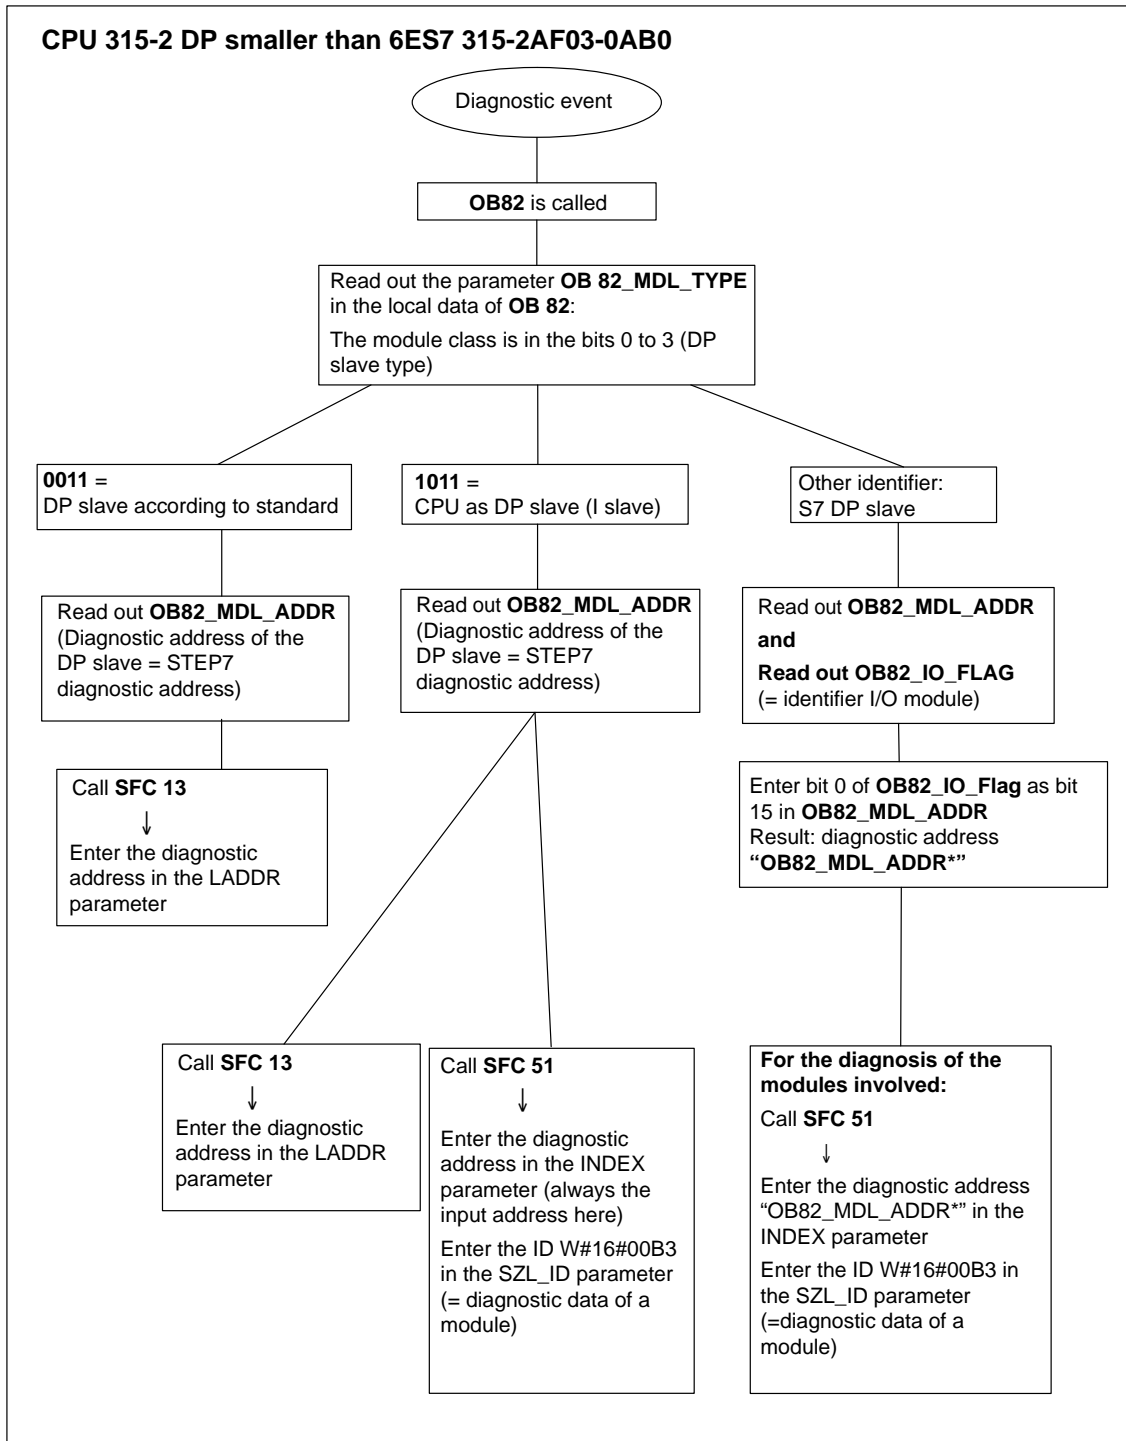 CPU 315-2 DP smaller than 6ES7 315-2AF03-0AB0
Diagnostic event
OB82 is called
Read out the parameter OB 82_MDL_TYPE
in the local data of OB 82:
The module class is in the bits 0 to 3 (DP
slave type)
0011 =
DP slave according to standard
1011 =
CPU as DP slave (I slave)
Other identifier:
S7 DP slave
Read out OB82_MDL_ADDR
(Diagnostic address of the
DP slave = STEP7
diagnostic address)
Read out OB82_MDL_ADDR
(Diagnostic address of the
DP slave = STEP7
diagnostic address)
Read out OB82_MDL_ADDR
and
Read out OB82_IO_FLAG
(= identifier I/O module)
Call SFC 13
↓
Enter the diagnostic
address in the LADDR
parameter
Enter bit 0 of OB82_IO_Flag as bit
15 in OB82_MDL_ADDR
Result: diagnostic address
“OB82_MDL_ADDR*”
Call SFC 13
↓
Enter the diagnostic
address in the LADDR
parameter
Call SFC 51
↓
Enter the diagnostic
address in the INDEX
parameter (always the
input address here)
Enter the ID W#16#00B3
in the SZL_ID parameter
(= diagnostic data of a
module)
For the diagnosis of the
modules involved:
Call SFC 51
↓
Enter the diagnostic address
“OB82_MDL_ADDR*” in the
INDEX parameter
Enter the ID W#16#00B3 in
the SZL_ID parameter
(=diagnostic data of a
module)